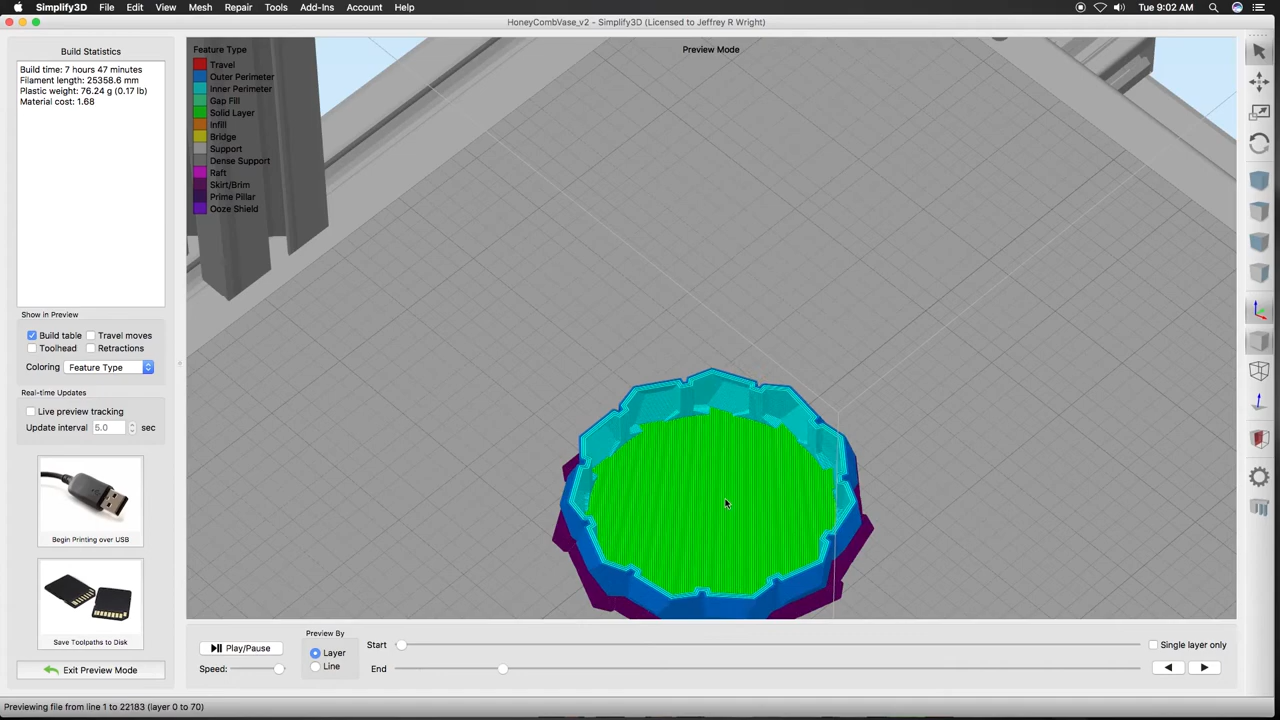 Simplify3D File Edit View Mesh Repair Tools Add-Ins Account Help Tue 9:02 AM
HoneyCombVase_v2 - Simplify3D (Licensed to Jeffrey R Wright)
Build Statistics
Build time: 7 hours 47 minutes
Filament length: 25358.6 mm
Plastic weight: 76.24 g (0.17 lb)
Material cost: 1.68
Show in Preview
Build table Travel moves
Toolhead Retractions
Coloring Feature Type
Real-time Updates
Live preview tracking
Update interval 5.0 sec
Begin Printing over USB
Save Toolpaths to Disk
Exit Preview Mode
Feature Type
Travel
Outer Perimeter
Inner Perimeter
Gap Fill
Solid Layer
Infill
Bridge
Support
Dense Support
Raft
Skirt/Brim
Prime Pillar
Ooze Shield
Preview Mode
Play/Pause
Speed:
Preview By
Layer
Line
Start
End
Single layer only
Previewing file from line 1 to 22183 (layer 0 to 70)